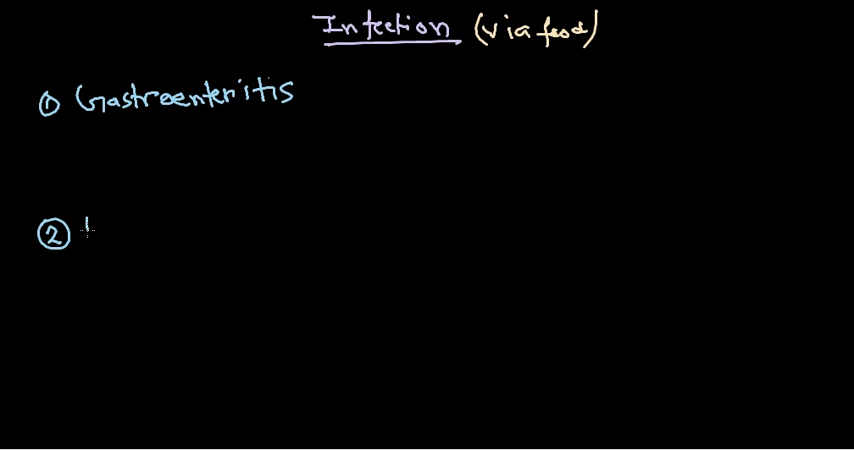 Infection (via food)
① Gastroenteritis
②